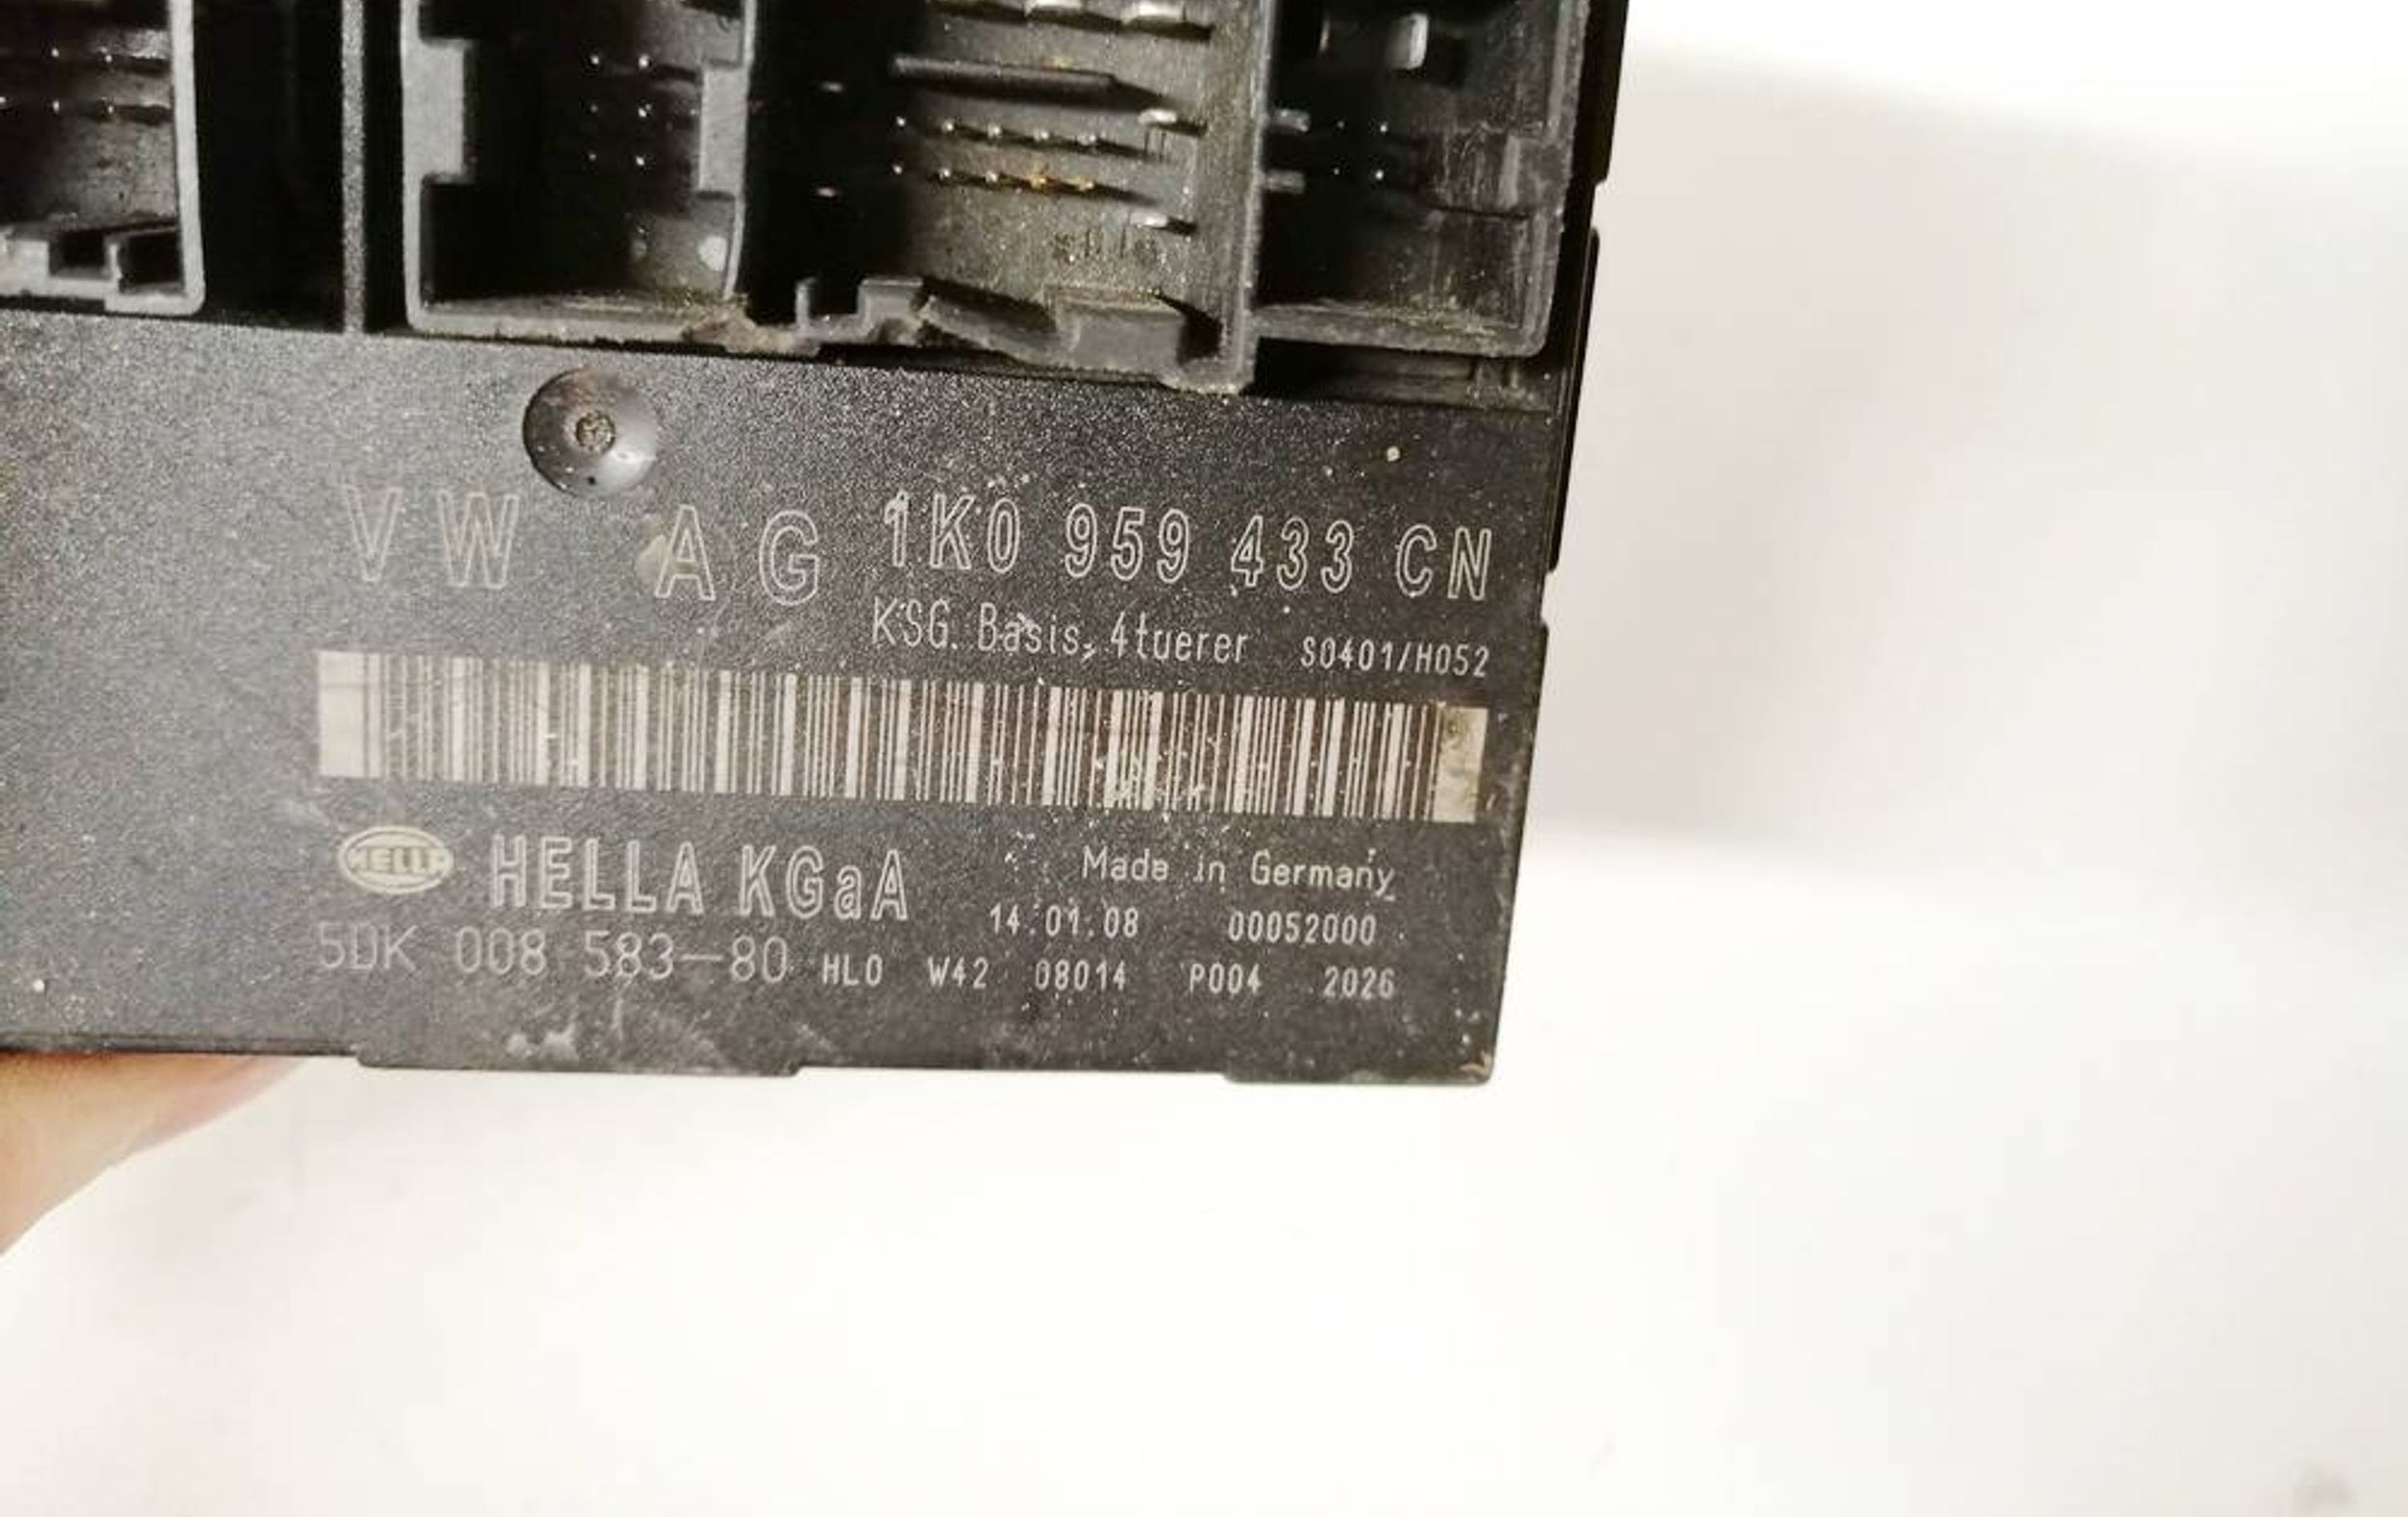 VW AG 1K0 959 433 CN
KSG. Basis, 4tuerer S0401/H052
HELLA HELLA KGaA Made in Germany
14.01.08 00052000
5DK 008 583-80 HL0 W42 08014 P004 2026